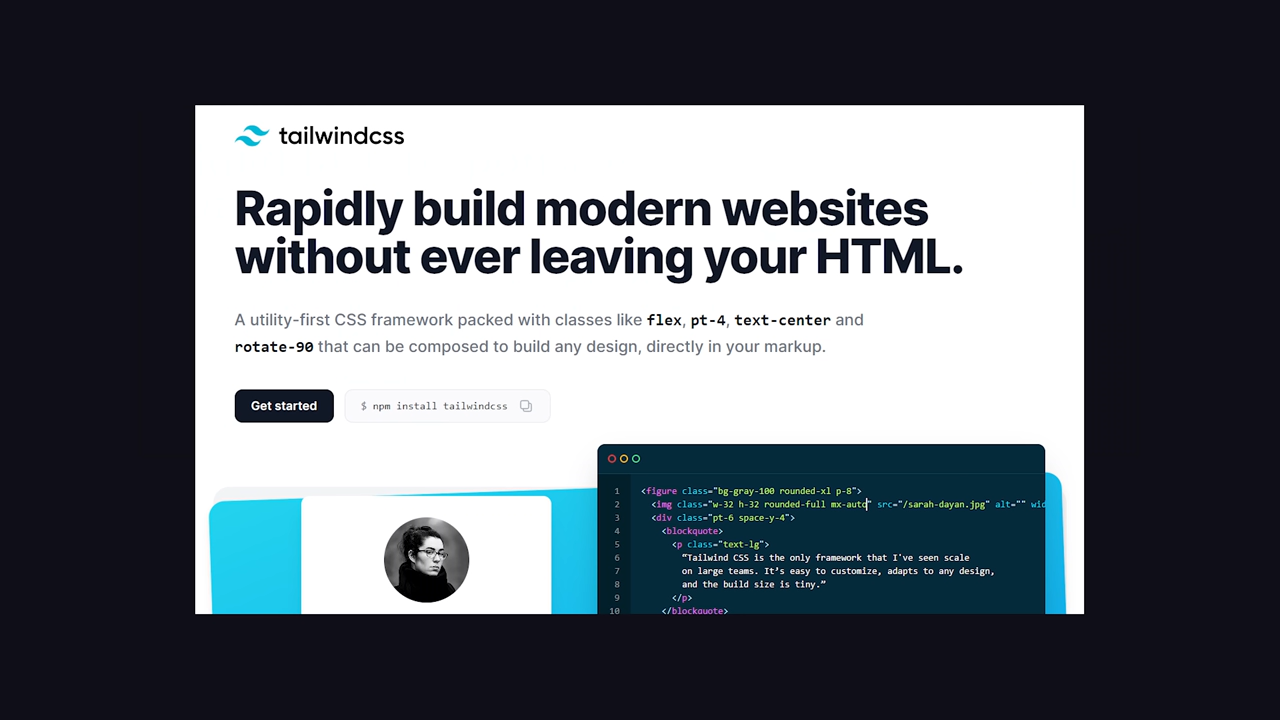 tailwindcss
Rapidly build modern websites
without ever leaving your HTML.
A utility-first CSS framework packed with classes like flex, pt-4, text-center and
rotate-90 that can be composed to build any design, directly in your markup.
Get started
$ npm install tailwindcss
1 <figure class="bg-gray-100 rounded-xl p-8">
2 <img class="w-32 h-32 rounded-full mx-auto" src="/sarah-dayan.jpg" alt="" wid
3 <div class="pt-6 space-y-4">
4 <blockquote>
5 <p class="text-lg">
6 “Tailwind CSS is the only framework that I've seen scale
7 on large teams. It’s easy to customize, adapts to any design,
8 and the build size is tiny.”
9 </p>
10 </blockquote>